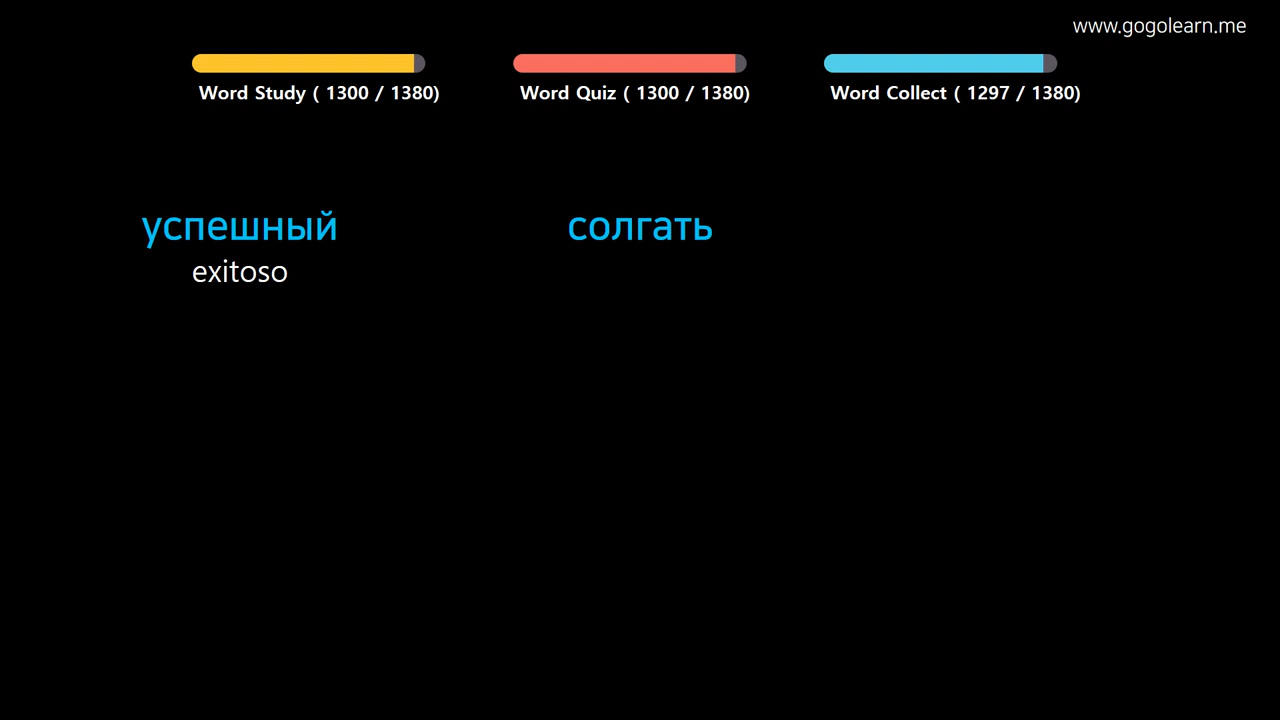 www.gogolearn.me
Word Study ( 1300 / 1380)
Word Quiz ( 1300 / 1380)
Word Collect ( 1297 / 1380)
успешный
exitoso
солгать